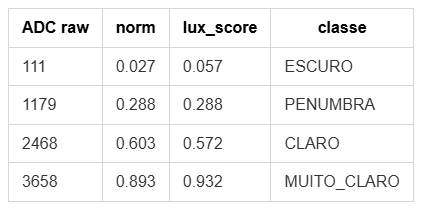 ADC raw norm lux_score classe
111 0.027 0.057 ESCURO
1179 0.288 0.288 PENUMBRA
2468 0.603 0.572 CLARO
3658 0.893 0.932 MUITO_CLARO